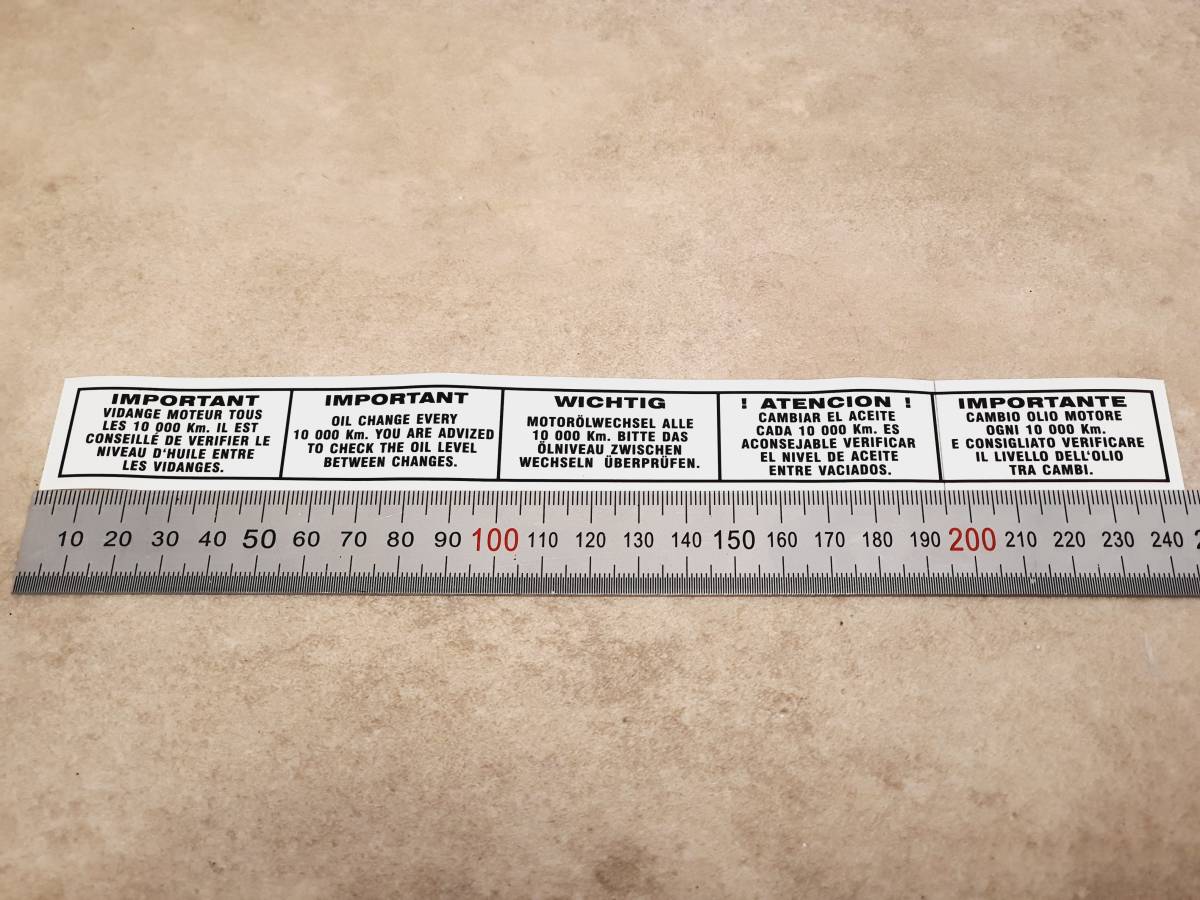 IMPORTANT
VIDANGE MOTEUR TOUS
LES 10 000 Km. IL EST
CONSEILLÉ DE VERIFIER LE
NIVEAU D'HUILE ENTRE
LES VIDANGES.
IMPORTANT
OIL CHANGE EVERY
10 000 Km. YOU ARE ADVIZED
TO CHECK THE OIL LEVEL
BETWEEN CHANGES.
WICHTIG
MOTORÖLWECHSEL ALLE
10 000 Km. BITTE DAS
ÖLNIVEAU ZWISCHEN
WECHSELN ÜBERPRÜFEN.
! ATENCION !
CAMBIAR EL ACEITE
CADA 10 000 Km. ES
ACONSEJABLE VERIFICAR
EL NIVEL DE ACEITE
ENTRE VACIADOS.
IMPORTANTE
CAMBIO OLIO MOTORE
OGNI 10 000 Km.
E CONSIGLIATO VERIFICARE
IL LIVELLO DELL'OLIO
TRA CAMBI.
10 20 30 40 50 60 70 80 90 100 110 120 130 140 150 160 170 180 190 200 210 220 230 240